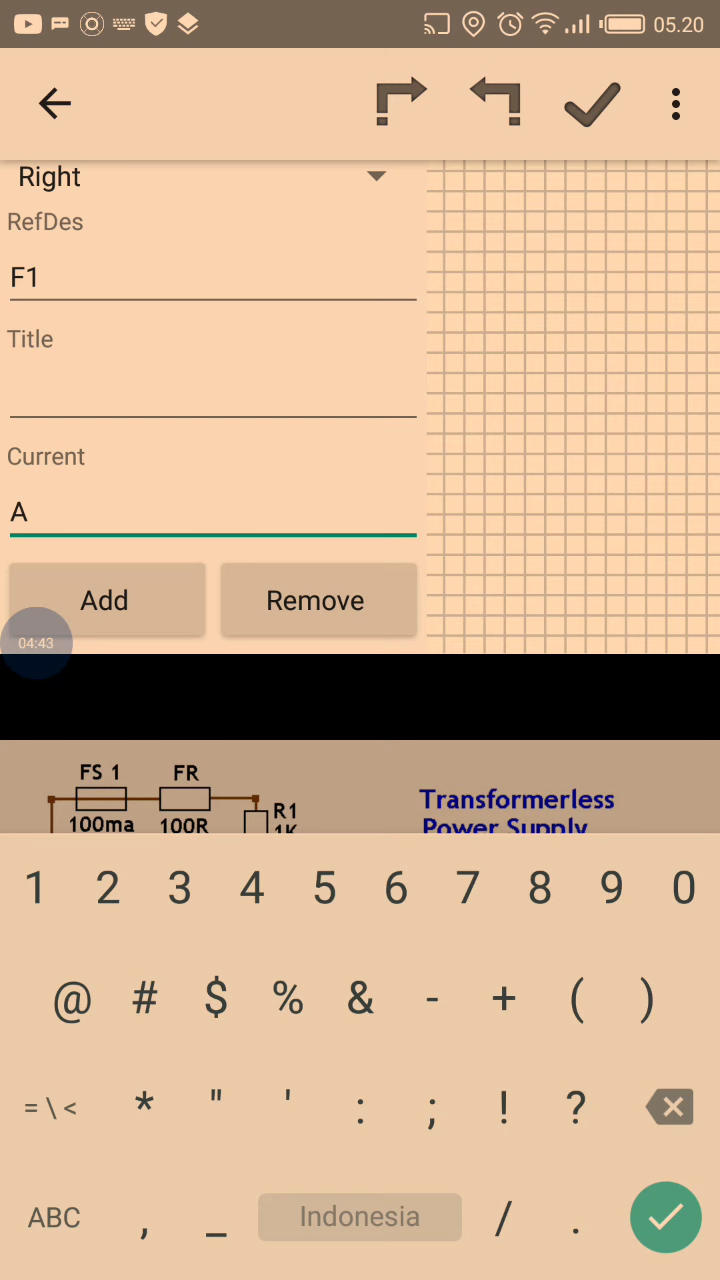 05.20
Right
RefDes
F1
Title
Current
A
Add
Remove
04:43
FS 1
FR
100ma
100R
R1
1K
Transformerless
Power Supply
1 2 3 4 5 6 7 8 9 0
@ # $ % & - + ( )
= \ < * " ' : ; ! ?
ABC , _ Indonesia / .